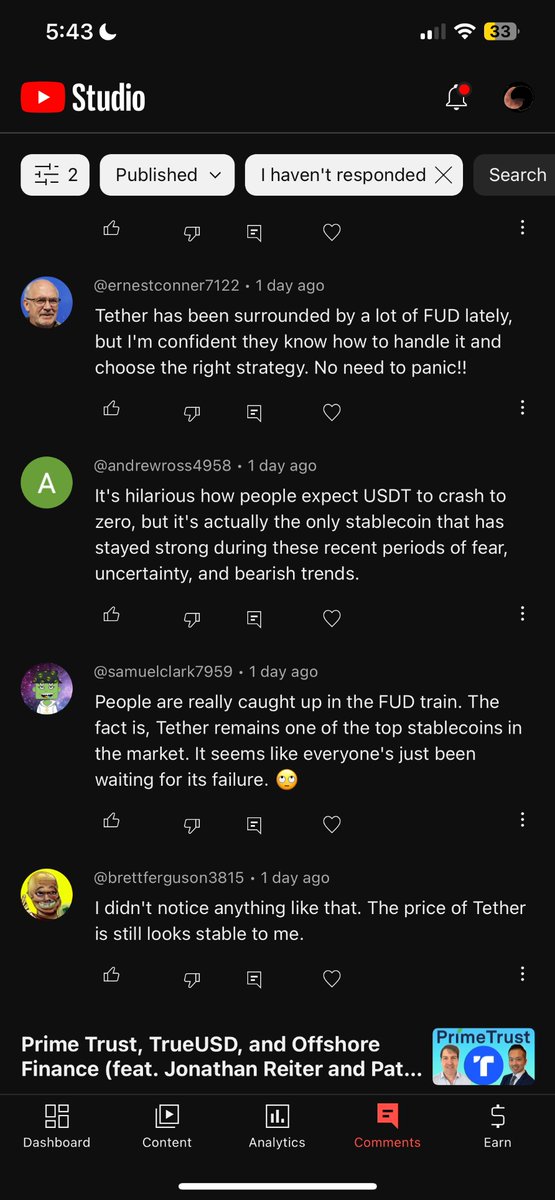 5:43
33
Studio
2
Published
I haven't responded
Search
@ernestconner7122 • 1 day ago
Tether has been surrounded by a lot of FUD lately,
but I'm confident they know how to handle it and
choose the right strategy. No need to panic!!
A
@andrewross4958 • 1 day ago
It's hilarious how people expect USDT to crash to
zero, but it's actually the only stablecoin that has
stayed strong during these recent periods of fear,
uncertainty, and bearish trends.
@samuelclark7959 • 1 day ago
People are really caught up in the FUD train. The
fact is, Tether remains one of the top stablecoins in
the market. It seems like everyone's just been
waiting for its failure. 🙄
@brettferguson3815 • 1 day ago
I didn't notice anything like that. The price of Tether
is still looks stable to me.
Prime Trust, TrueUSD, and Offshore
Finance (feat. Jonathan Reiter and Pat...
PrimeTrust
Dashboard
Content
Analytics
Comments
Earn